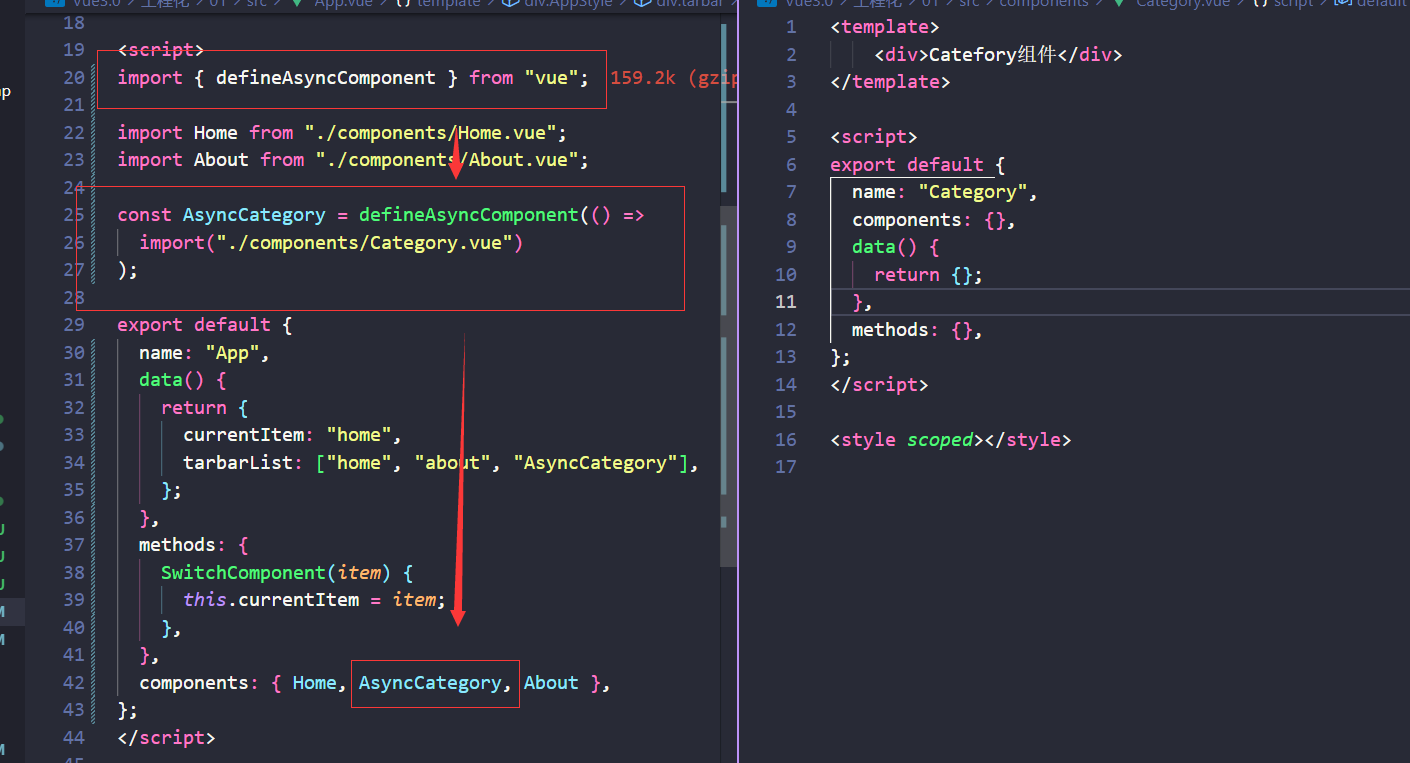 Vue3.0 > 工程化 > 01 > src > App.vue > {} template > div.AppStyle > div.tarbar
18
19 <script>
20 import { defineAsyncComponent } from "vue"; 159.2k (gzip
21
22 import Home from "./components/Home.vue";
23 import About from "./components/About.vue";
24
25 const AsyncCategory = defineAsyncComponent(() =>
26 import("./components/Category.vue")
27 );
28
29 export default {
30 name: "App",
31 data() {
32 return {
33 currentItem: "home",
34 tarbarList: ["home", "about", "AsyncCategory"],
35 };
36 },
37 methods: {
38 SwitchComponent(item) {
39 this.currentItem = item;
40 },
41 },
42 components: { Home, AsyncCategory, About },
43 };
44 </script>
45
Vue3.0 > 工程化 > 01 > src > components > Category.vue > {} script > default
1 <template>
2 <div>Catefory组件</div>
3 </template>
4
5 <script>
6 export default {
7 name: "Category",
8 components: {},
9 data() {
10 return {};
11 },
12 methods: {},
13 };
14 </script>
15
16 <style scoped></style>
17